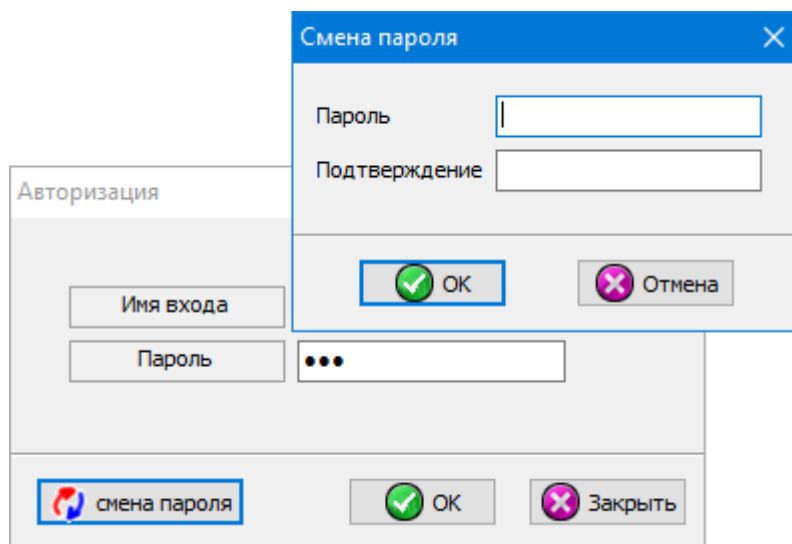 Смена пароля
Пароль
Подтверждение
OK
Отмена
Авторизация
Имя входа
Пароль
смена пароля
OK
Закрыть